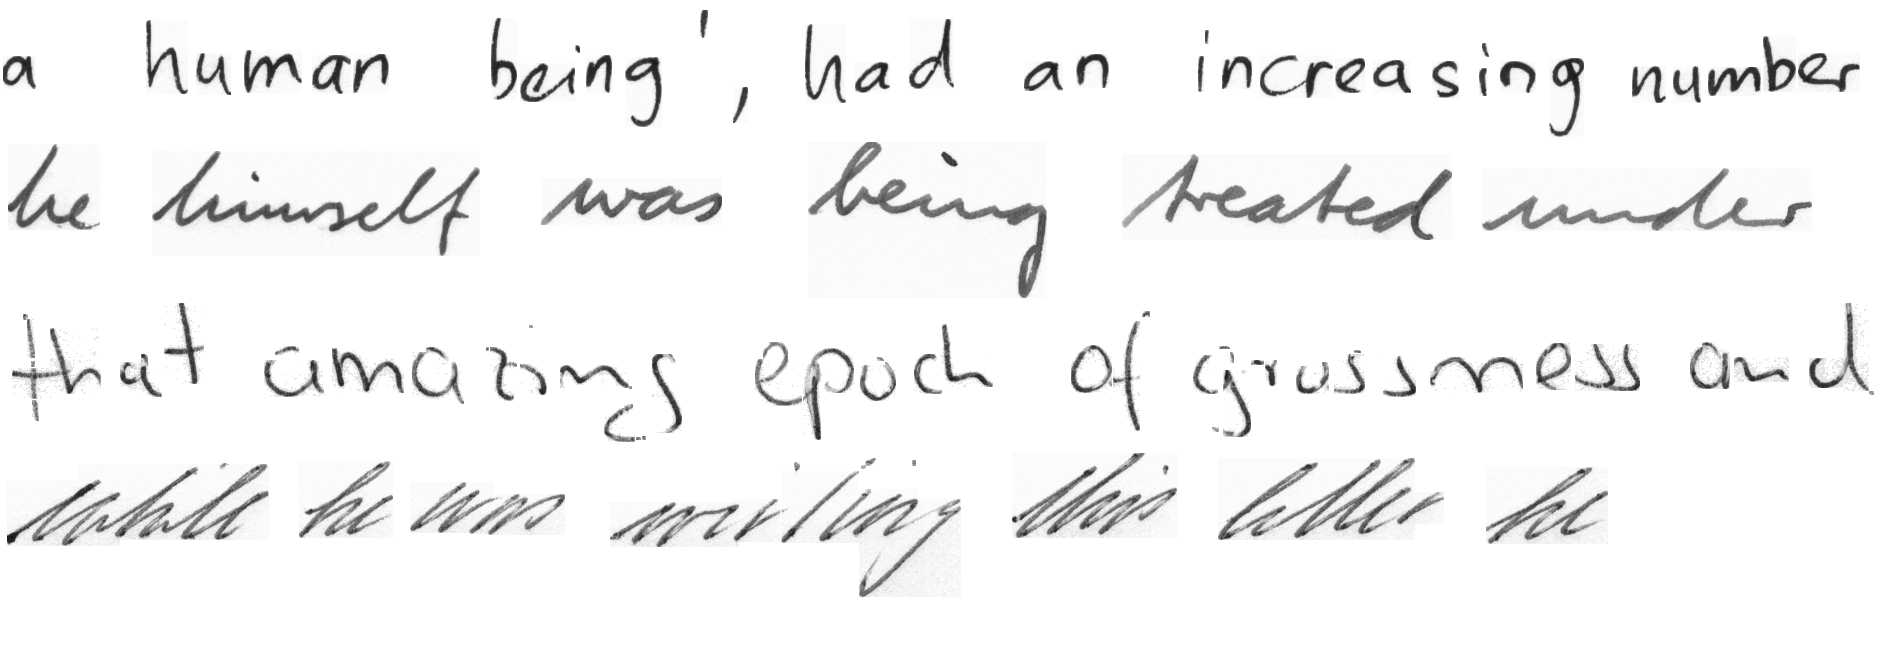 a human being', had an increasing number
he himself was being treated under
that amazing epoch of grossness and
while he was writing this letter he